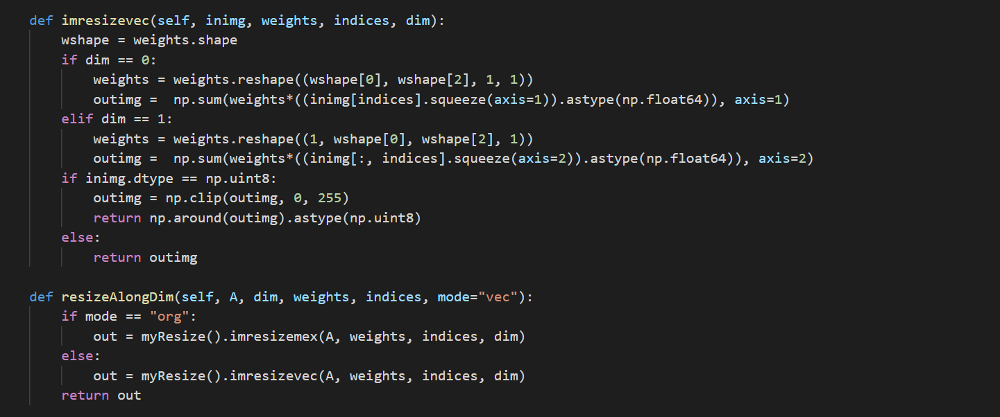 def imresizevec(self, inimg, weights, indices, dim):
    wshape = weights.shape
    if dim == 0:
        weights = weights.reshape((wshape[0], wshape[2], 1, 1))
        outimg =  np.sum(weights*((inimg[indices].squeeze(axis=1)).astype(np.float64)), axis=1)
    elif dim == 1:
        weights = weights.reshape((1, wshape[0], wshape[2], 1))
        outimg =  np.sum(weights*((inimg[:, indices].squeeze(axis=2)).astype(np.float64)), axis=2)
    if inimg.dtype == np.uint8:
        outimg = np.clip(outimg, 0, 255)
        return np.around(outimg).astype(np.uint8)
    else:
        return outimg

def resizeAlongDim(self, A, dim, weights, indices, mode="vec"):
    if mode == "org":
        out = myResize().imresizemex(A, weights, indices, dim)
    else:
        out = myResize().imresizevec(A, weights, indices, dim)
    return out